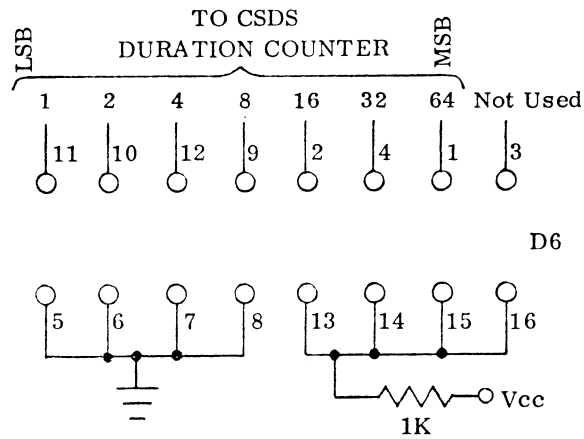 TO CSDS
DURATION COUNTER
LSB
MSB
1 2 4 8 16 32 64 Not Used
11 10 12 9 2 4 1 3
D6
5 6 7 8 13 14 15 16
Vcc
1K